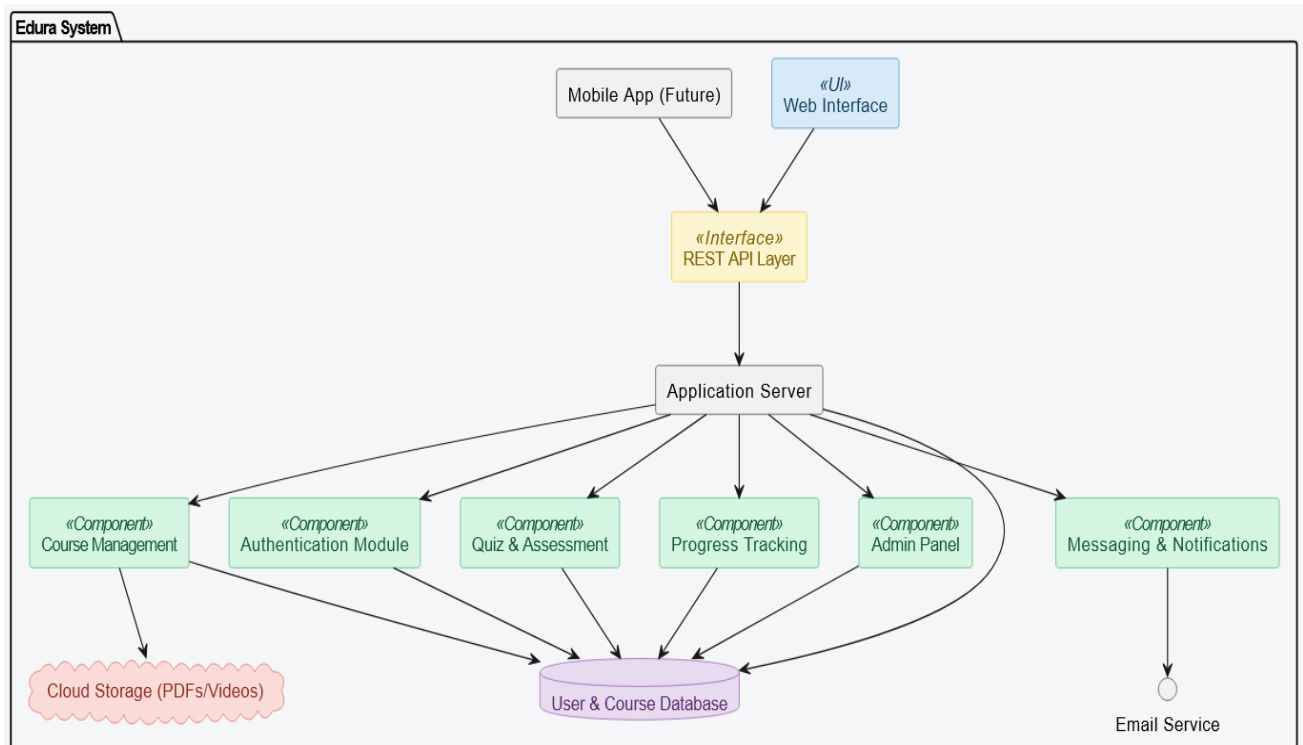 Edura System
Mobile App (Future)
«UI»
Web Interface
«Interface»
REST API Layer
Application Server
«Component»
Course Management
«Component»
Authentication Module
«Component»
Quiz & Assessment
«Component»
Progress Tracking
«Component»
Admin Panel
«Component»
Messaging & Notifications
Cloud Storage (PDFs/Videos)
User & Course Database
Email Service